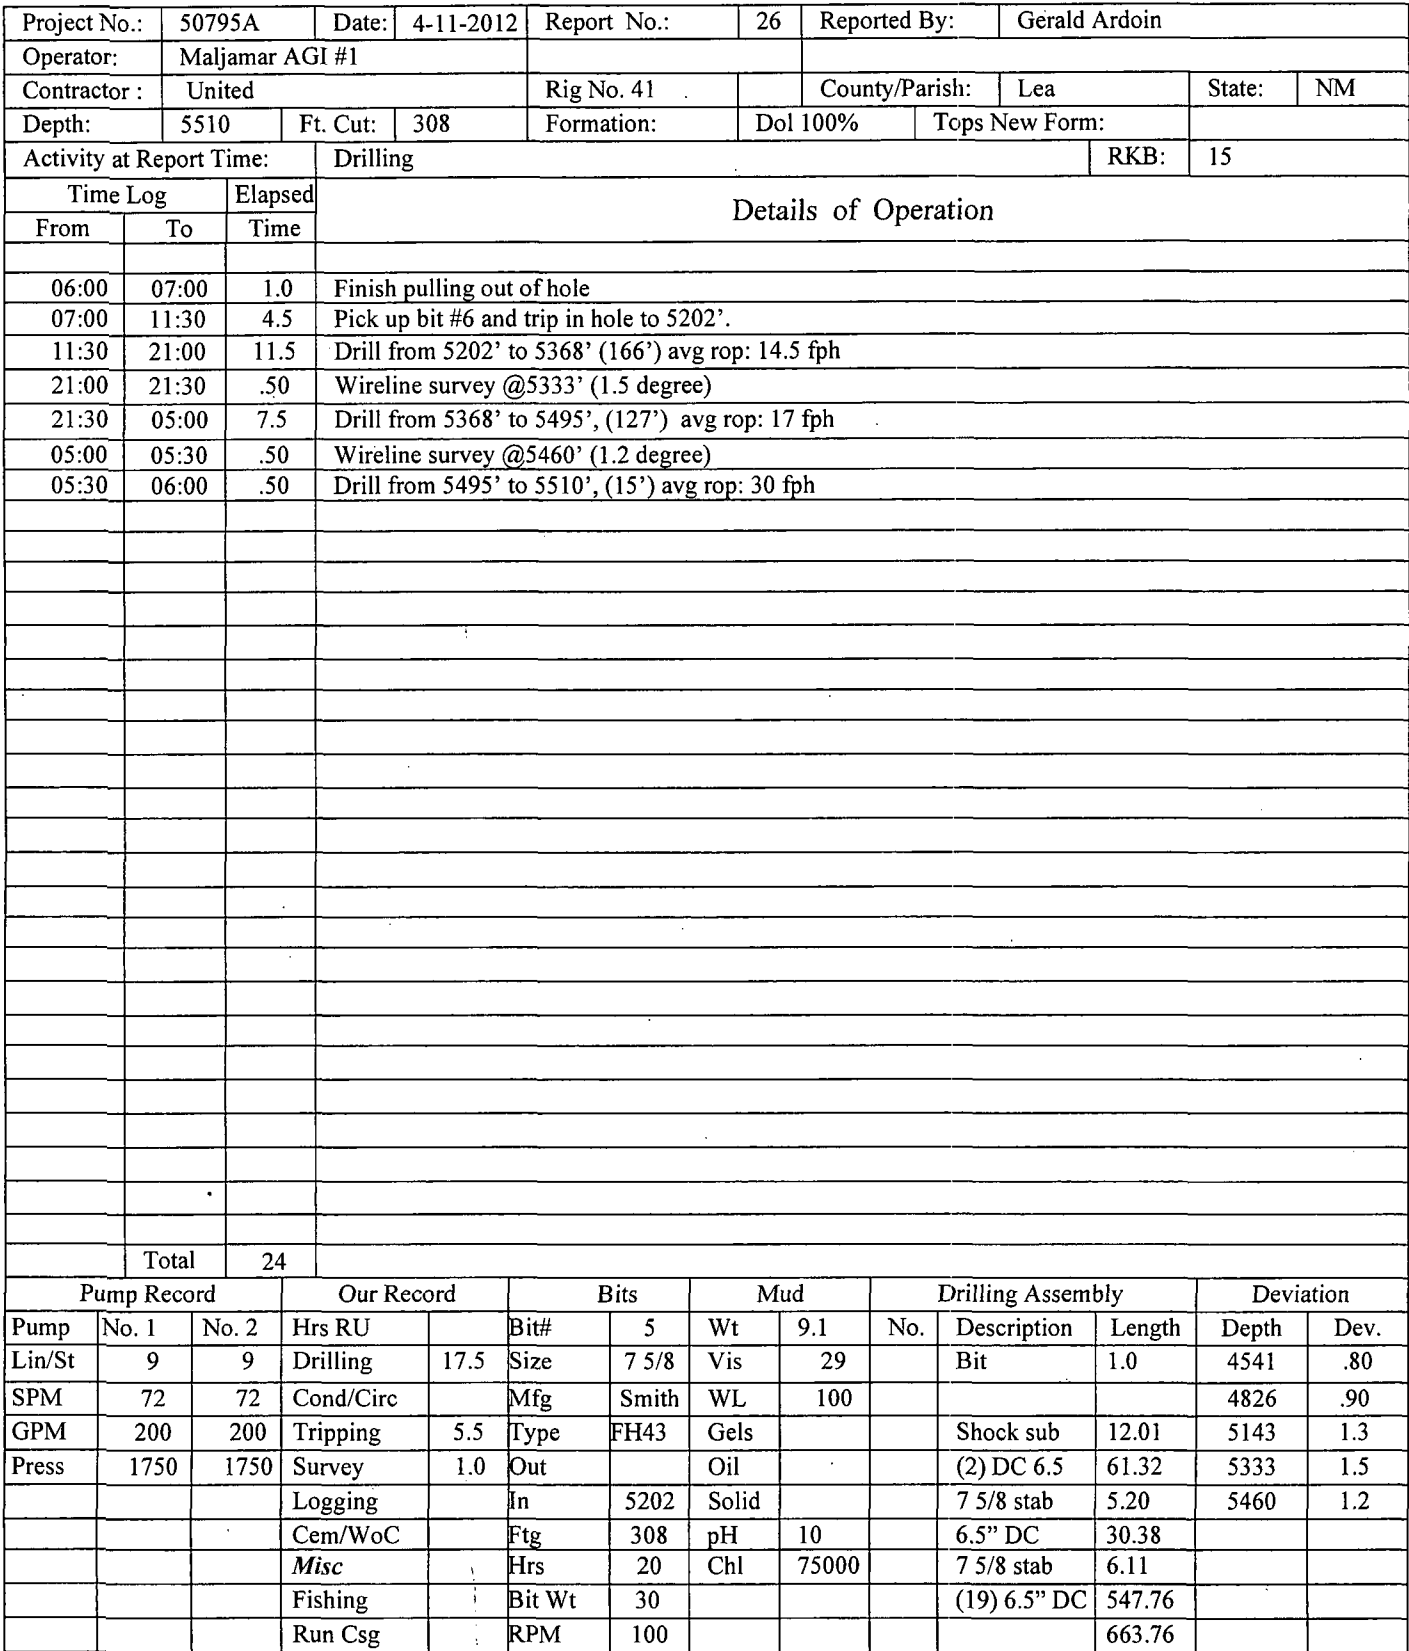 Project No.: 50795A Date: 4-11-2012 Report No.: 26 Reported By: Gerald Ardoin
Operator: Maljamar AGI #1
Contractor : United Rig No. 41 County/Parish: Lea State: NM
Depth: 5510 Ft. Cut: 308 Formation: Dol 100% Tops New Form:
Activity at Report Time: Drilling RKB: 15
Time Log Elapsed Details of Operation
From To Time
06:00 07:00 1.0 Finish pulling out of hole
07:00 11:30 4.5 Pick up bit #6 and trip in hole to 5202’.
11:30 21:00 11.5 Drill from 5202’ to 5368’ (166’) avg rop: 14.5 fph
21:00 21:30 .50 Wireline survey @5333’ (1.5 degree)
21:30 05:00 7.5 Drill from 5368’ to 5495’, (127’) avg rop: 17 fph
05:00 05:30 .50 Wireline survey @5460’ (1.2 degree)
05:30 06:00 .50 Drill from 5495’ to 5510’, (15’) avg rop: 30 fph
Total 24
Pump Record Our Record Bits Mud Drilling Assembly Deviation
Pump No. 1 No. 2 Hrs RU Bit# 5 Wt 9.1 No. Description Length Depth Dev.
Lin/St 9 9 Drilling 17.5 Size 7 5/8 Vis 29 Bit 1.0 4541 .80
SPM 72 72 Cond/Circ Mfg Smith WL 100 4826 .90
GPM 200 200 Tripping 5.5 Type FH43 Gels Shock sub 12.01 5143 1.3
Press 1750 1750 Survey 1.0 Out Oil (2) DC 6.5 61.32 5333 1.5
Logging In 5202 Solid 7 5/8 stab 5.20 5460 1.2
Cem/WoC Ftg 308 pH 10 6.5” DC 30.38
Misc Hrs 20 Chl 75000 7 5/8 stab 6.11
Fishing Bit Wt 30 (19) 6.5” DC 547.76
Run Csg RPM 100 663.76